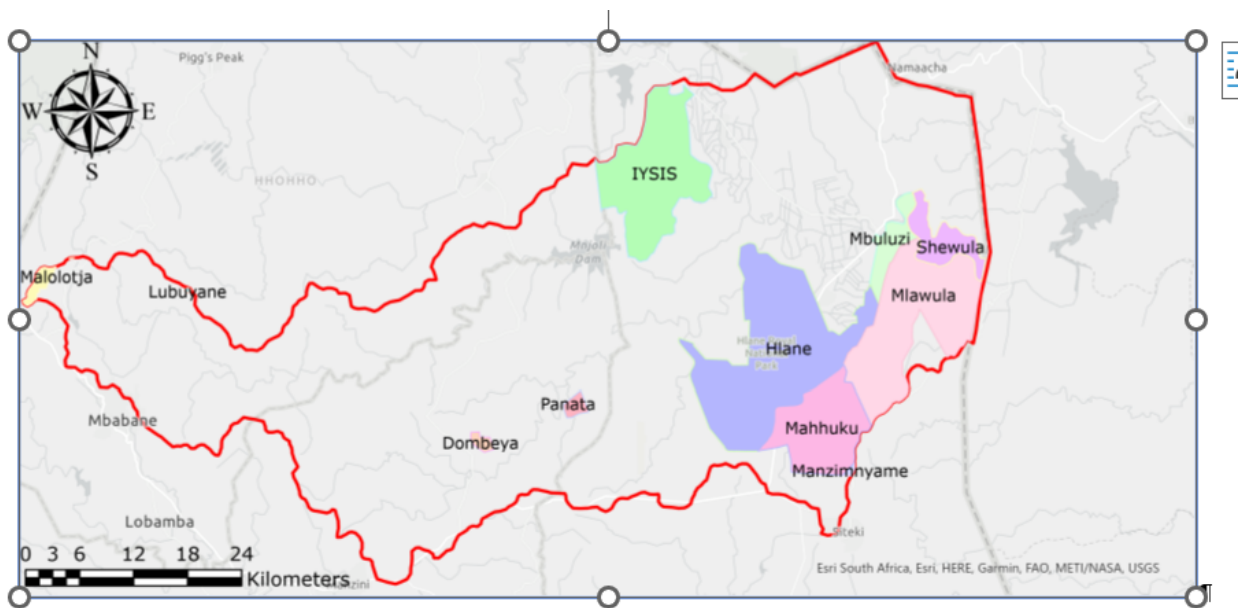 N
W
E
S
Pigg's Peak
Namaacha
HHOHHO
IYSIS
Mbuluzi
Shewula
Mnjoli
Dam
Malolotja
Lubuyane
Mlawula
Hlane
Park
Panata
Mbabane
Dombeya
Mahhuku
Manzimnyame
Lobamba
Siteki
0 3 6 12 18 24
Kilometers
Esri South Africa, Esri, HERE, Garmin, FAO, METI/NASA, USGS
¶